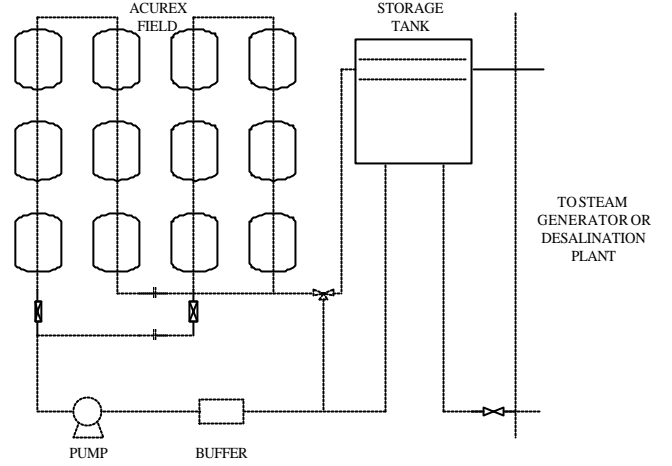 ACUREX
FIELD
STORAGE
TANK
TO STEAM
GENERATOR OR
DESALINATION
PLANT
PUMP
BUFFER